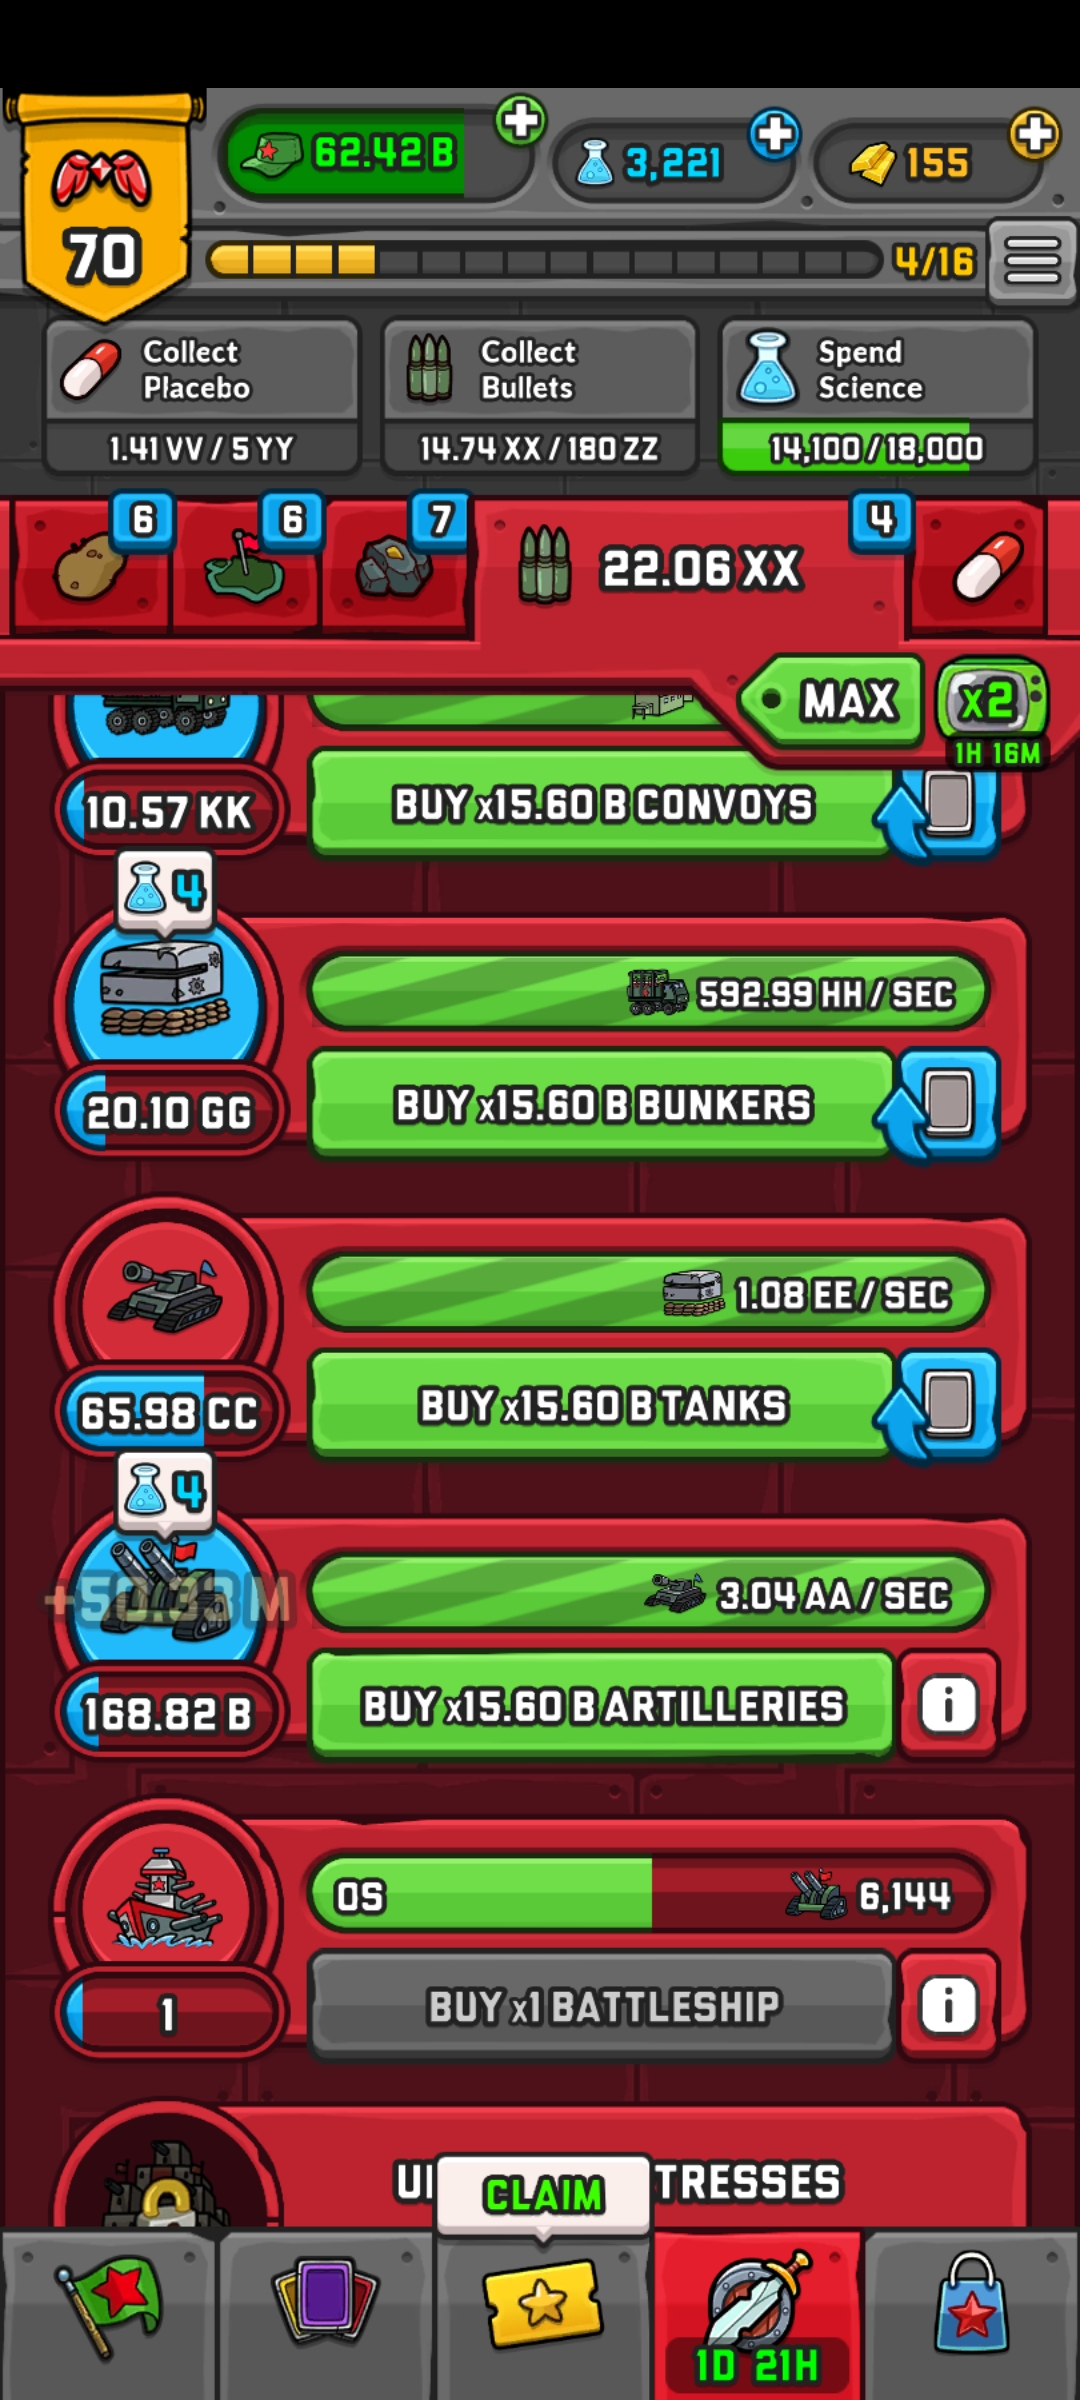 62.42 B
3,221
155
70
4/16
Collect
Placebo
1.41 VV / 5 YY
Collect
Bullets
14.74 XX / 180 ZZ
Spend
Science
14,100 / 18,000
6
6
7
22.06 XX
4
MAX
x2
1H 16M
10.57 KK
BUY x15.60 B CONVOYS
4
592.99 HH / SEC
20.10 GG
BUY x15.60 B BUNKERS
1.08 EE / SEC
65.98 CC
BUY x15.60 B TANKS
4
3.04 AA / SEC
168.82 B
BUY x15.60 B ARTILLERIES
i
0S
6,144
1
BUY x1 BATTLESHIP
i
TRESSES
CLAIM
1D 21H